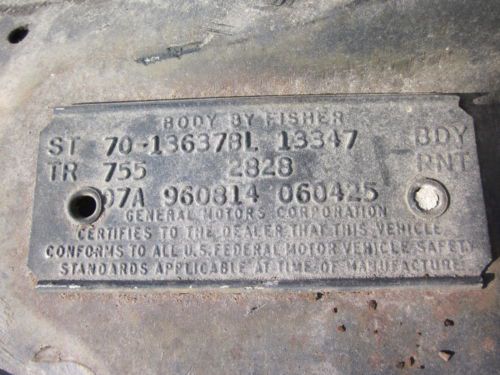 BODY BY FISHER
ST 70-13637BL 13347 BDY
TR 755 2828 PNT
07A 960814 060425
GENERAL MOTORS CORPORATION
CERTIFIES TO THE DEALER THAT THIS VEHICLE
CONFORMS TO ALL U.S. FEDERAL MOTOR VEHICLE SAFETY
STANDARDS APPLICABLE AT TIME OF MANUFACTURE